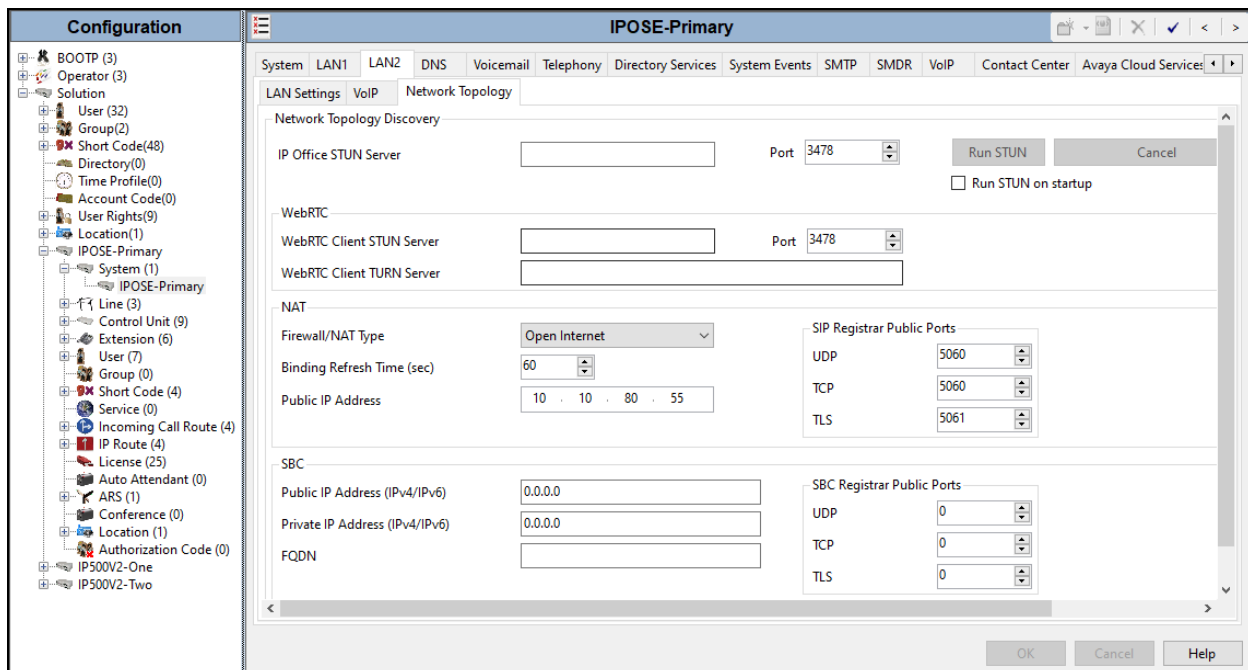 Configuration
IPOSE-Primary
BOOTP (3)
Operator (3)
Solution
User (32)
Group(2)
Short Code(48)
Directory(0)
Time Profile(0)
Account Code(0)
User Rights(9)
Location(1)
IPOSE-Primary
System (1)
IPOSE-Primary
Line (3)
Control Unit (9)
Extension (6)
User (7)
Group (0)
Short Code (4)
Service (0)
Incoming Call Route (4)
IP Route (4)
License (25)
Auto Attendant (0)
ARS (1)
Conference (0)
Location (1)
Authorization Code (0)
IP500V2-One
IP500V2-Two
System LAN1 LAN2 DNS Voicemail Telephony Directory Services System Events SMTP SMDR VoIP Contact Center Avaya Cloud Services
LAN Settings VoIP Network Topology
Network Topology Discovery
IP Office STUN Server Port 3478 Run STUN Cancel
Run STUN on startup
WebRTC
WebRTC Client STUN Server Port 3478
WebRTC Client TURN Server
NAT
Firewall/NAT Type Open Internet
Binding Refresh Time (sec) 60
Public IP Address 10 . 10 . 80 . 55
SIP Registrar Public Ports
UDP 5060
TCP 5060
TLS 5061
SBC
Public IP Address (IPv4/IPv6) 0.0.0.0
Private IP Address (IPv4/IPv6) 0.0.0.0
FQDN
SBC Registrar Public Ports
UDP 0
TCP 0
TLS 0
OK Cancel Help